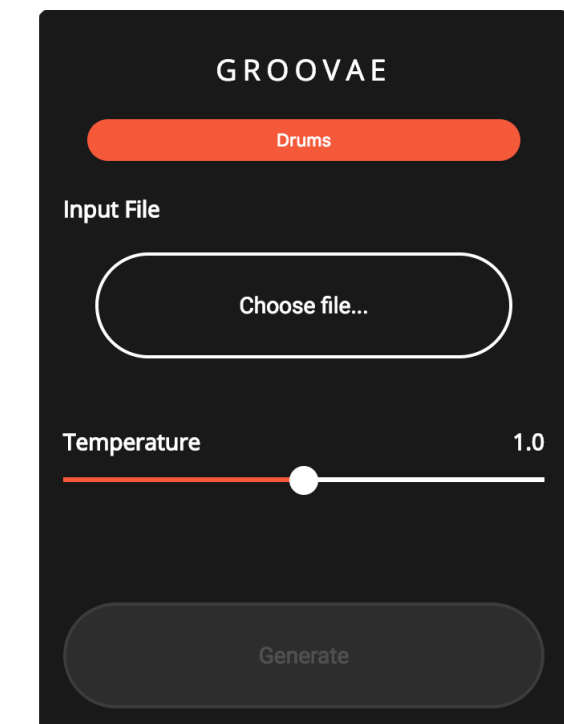 GROOVAE
Drums
Input File
Choose file...
Temperature 1.0
Generate